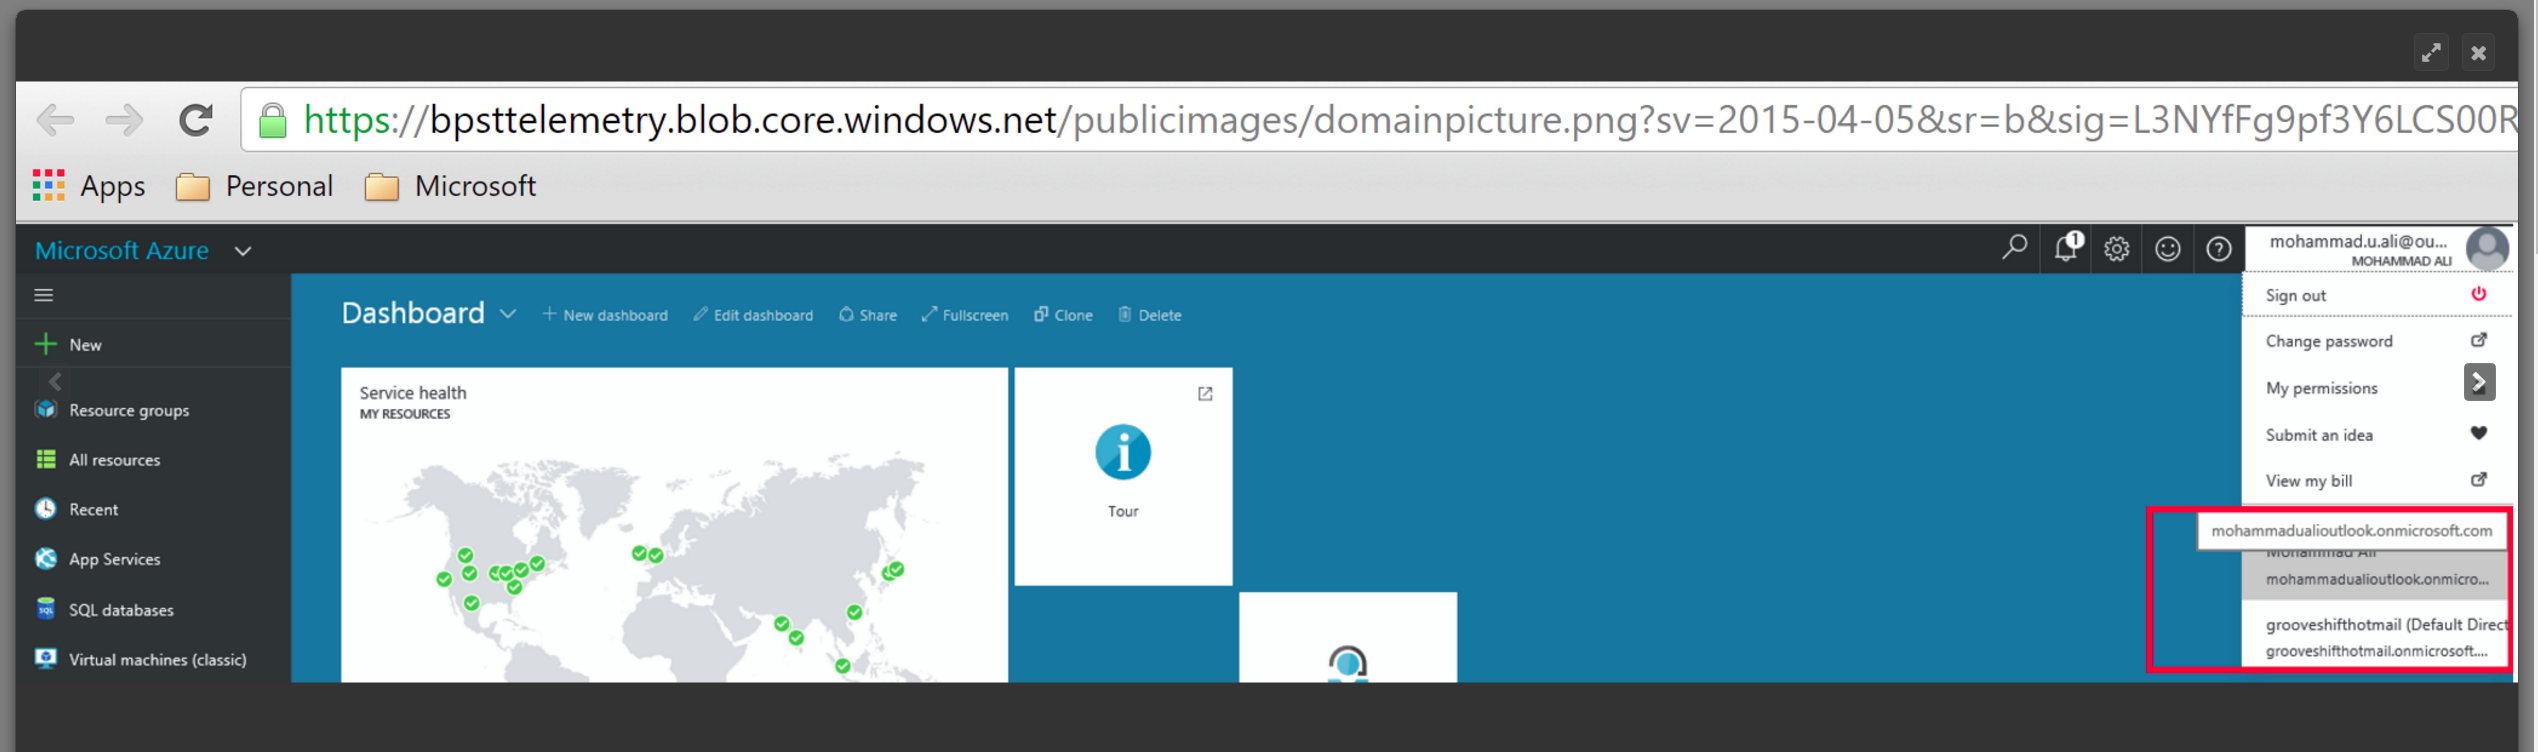 https://bpsttelemetry.blob.core.windows.net/publicimages/domainpicture.png?sv=2015-04-05&sr=b&sig=L3NYfFg9pf3Y6LCS00R
Apps Personal Microsoft
Microsoft Azure
1
mohammad.u.ali@ou...
MOHAMMAD ALI
Dashboard
New dashboard Edit dashboard Share Fullscreen Clone Delete
New
Resource groups
All resources
Recent
App Services
SQL databases
Virtual machines (classic)
Service health
MY RESOURCES
Tour
Sign out
Change password
My permissions
Submit an idea
View my bill
mohammadualioutlook.onmicrosoft.com
Mohammad Ali
mohammadualioutlook.onmicro...
grooveshifthotmail (Default Direct
grooveshifthotmail.onmicrosoft....